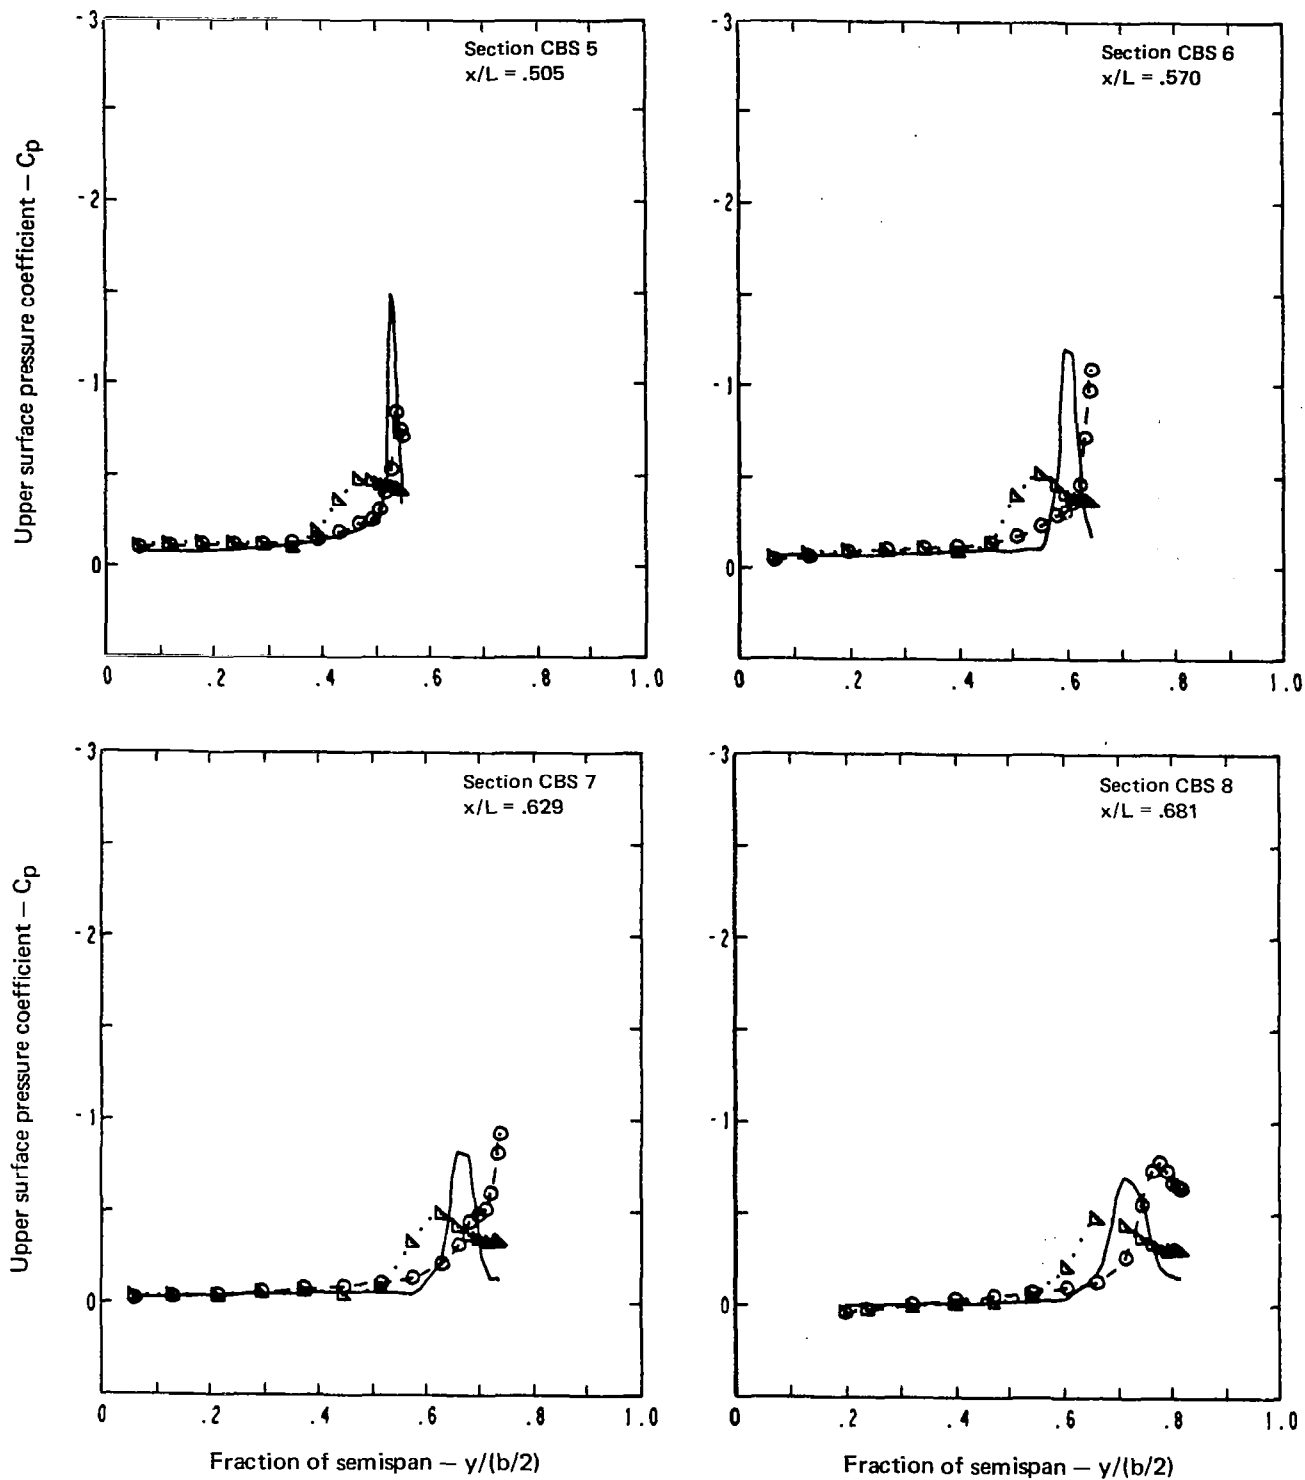 -3
Section CBS 5
x/L = .505
-2
-1
0
0 .2 .4 .6 .8 1.0
Upper surface pressure coefficient — Cp
-3
Section CBS 6
x/L = .570
-2
-1
0
0 .2 .4 .6 .8 1.0
-3
Section CBS 7
x/L = .629
-2
-1
0
0 .2 .4 .6 .8 1.0
Upper surface pressure coefficient — Cp
Fraction of semispan — y/(b/2)
-3
Section CBS 8
x/L = .681
-2
-1
0
0 .2 .4 .6 .8 1.0
Fraction of semispan — y/(b/2)